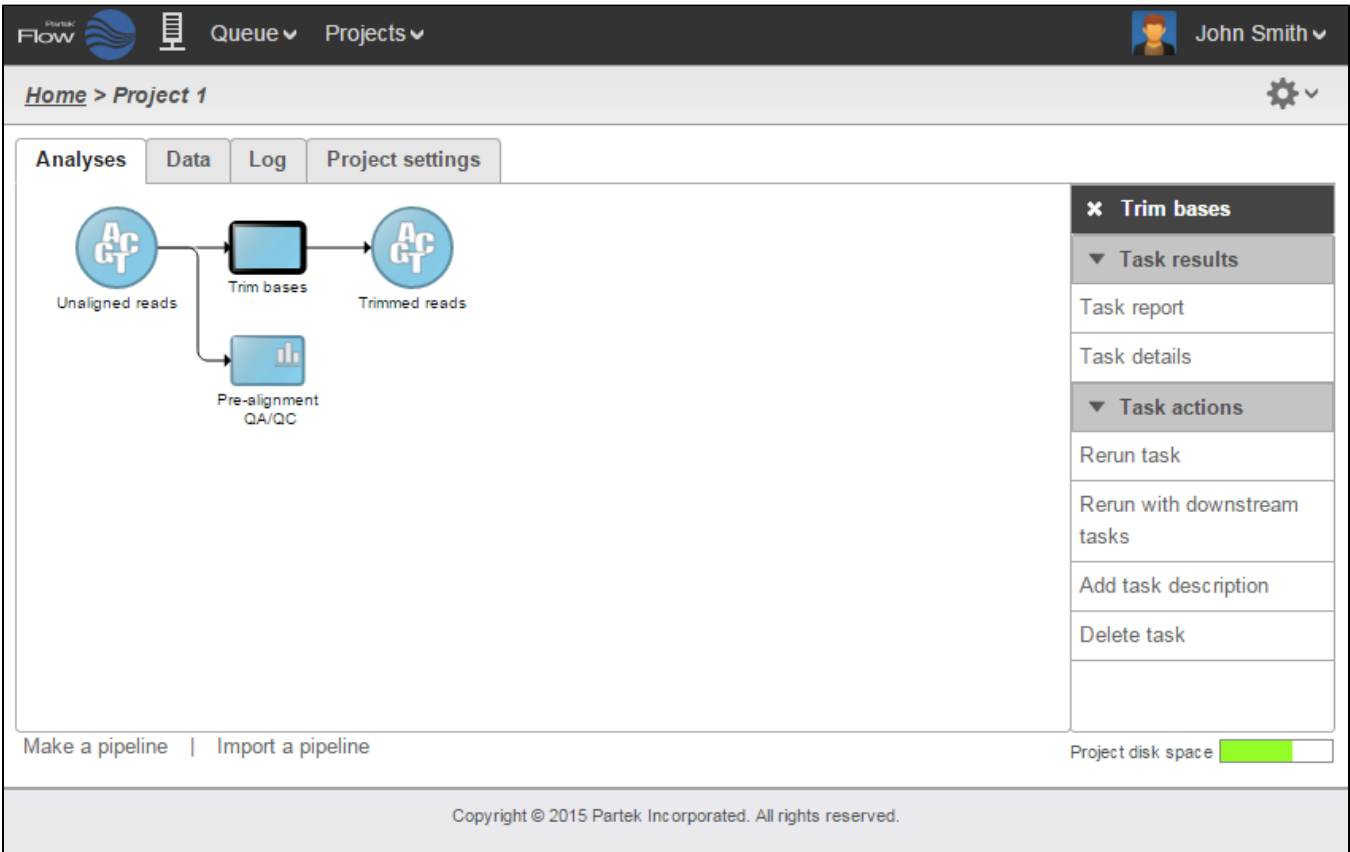 Partek
Flow
Queue
Projects
John Smith
Home > Project 1
Analyses
Data
Log
Project settings
A C
G T
Unaligned reads
Trim bases
A C
G T
Trimmed reads
Pre-alignment
QA/QC
Trim bases
Task results
Task report
Task details
Task actions
Rerun task
Rerun with downstream
tasks
Add task description
Delete task
Make a pipeline | Import a pipeline
Project disk space
Copyright © 2015 Partek Incorporated. All rights reserved.